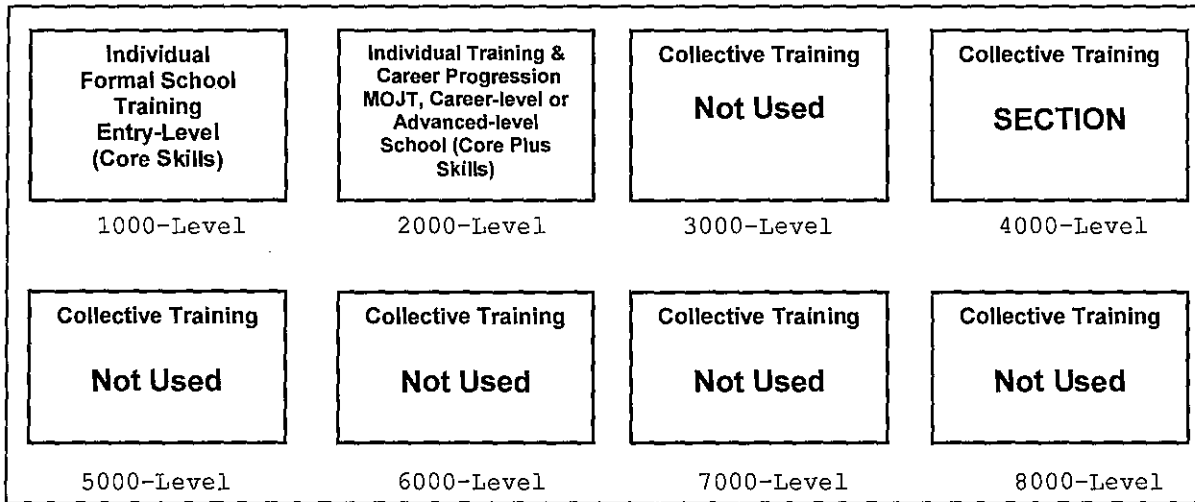 Individual
Formal School
Training
Entry-Level
(Core Skills)
1000-Level
Individual Training &
Career Progression
MOJT, Career-level or
Advanced-level
School (Core Plus
Skills)
2000-Level
Collective Training
Not Used
3000-Level
Collective Training
SECTION
4000-Level
Collective Training
Not Used
5000-Level
Collective Training
Not Used
6000-Level
Collective Training
Not Used
7000-Level
Collective Training
Not Used
8000-Level